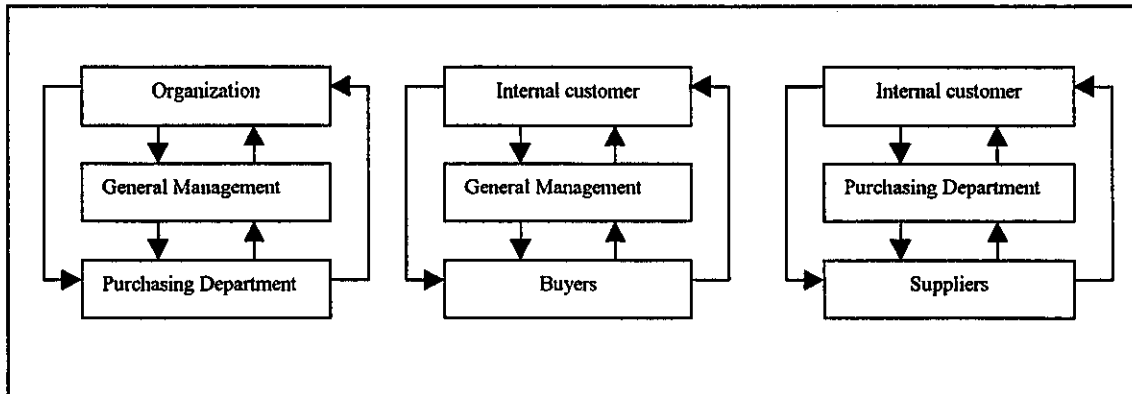 Organization
General Management
Purchasing Department
Internal customer
General Management
Buyers
Internal customer
Purchasing Department
Suppliers